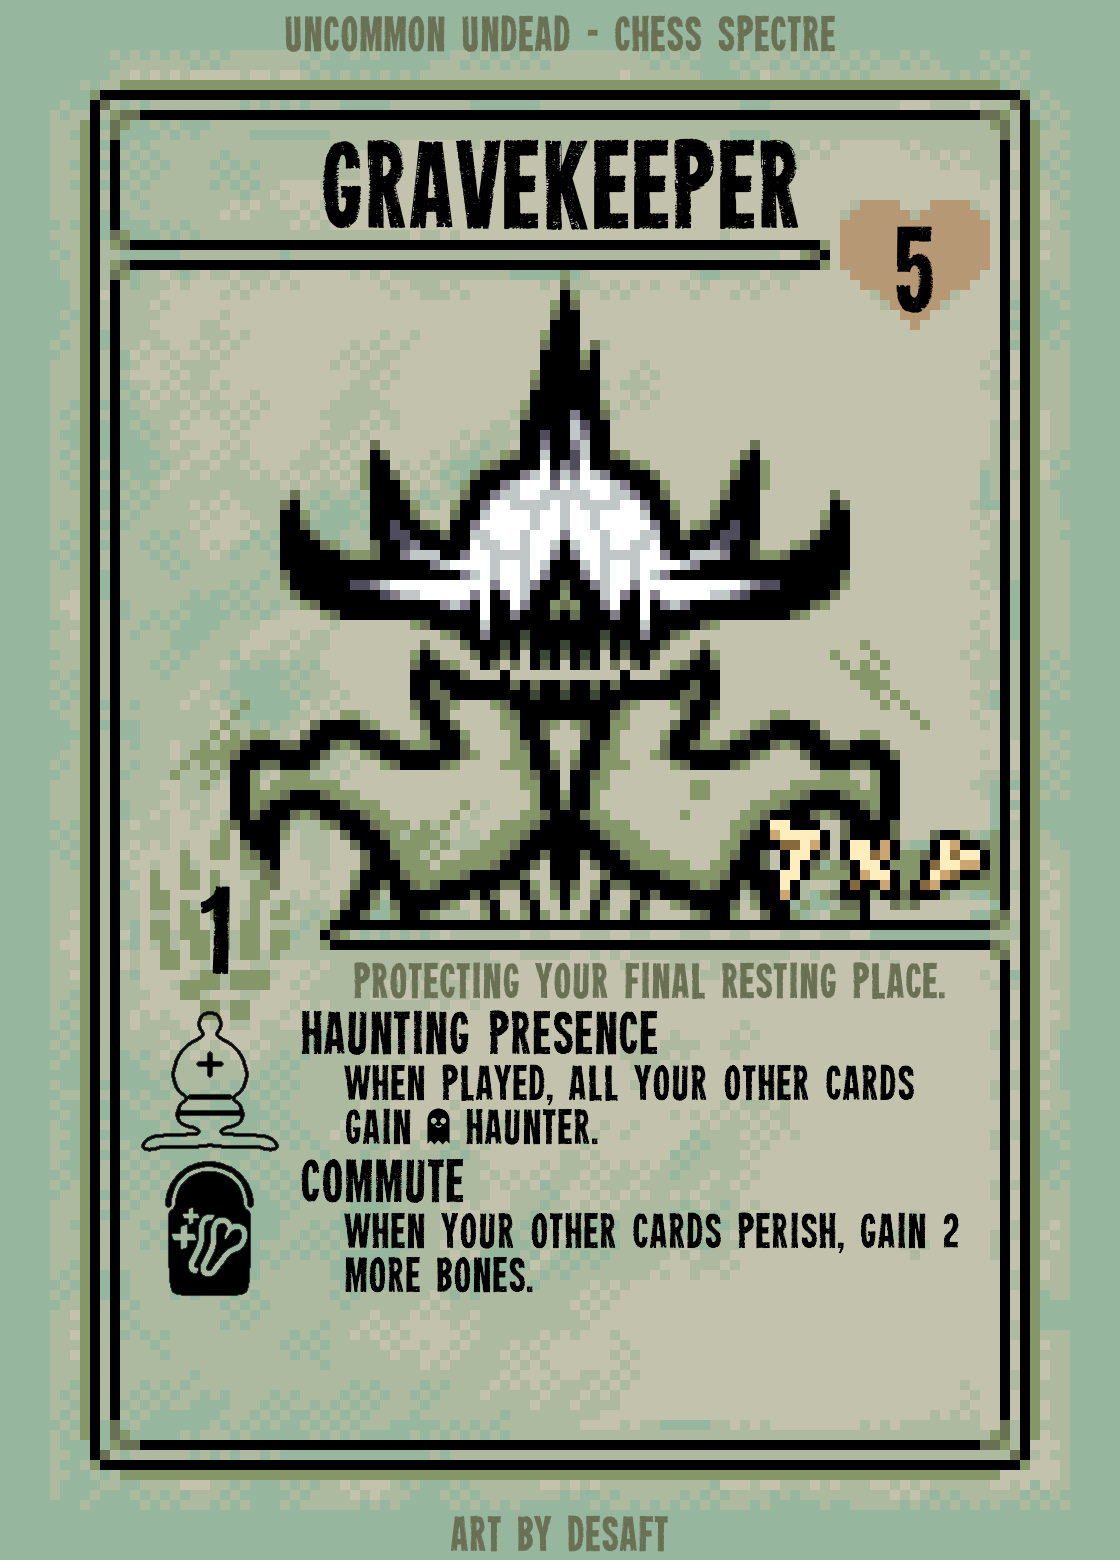 UNCOMMON UNDEAD - CHESS SPECTRE
GRAVEKEEPER
5
7 X
1
PROTECTING YOUR FINAL RESTING PLACE.
HAUNTING PRESENCE
WHEN PLAYED, ALL YOUR OTHER CARDS
GAIN HAUNTER.
COMMUTE
WHEN YOUR OTHER CARDS PERISH, GAIN 2
MORE BONES.
ART BY DESAFT